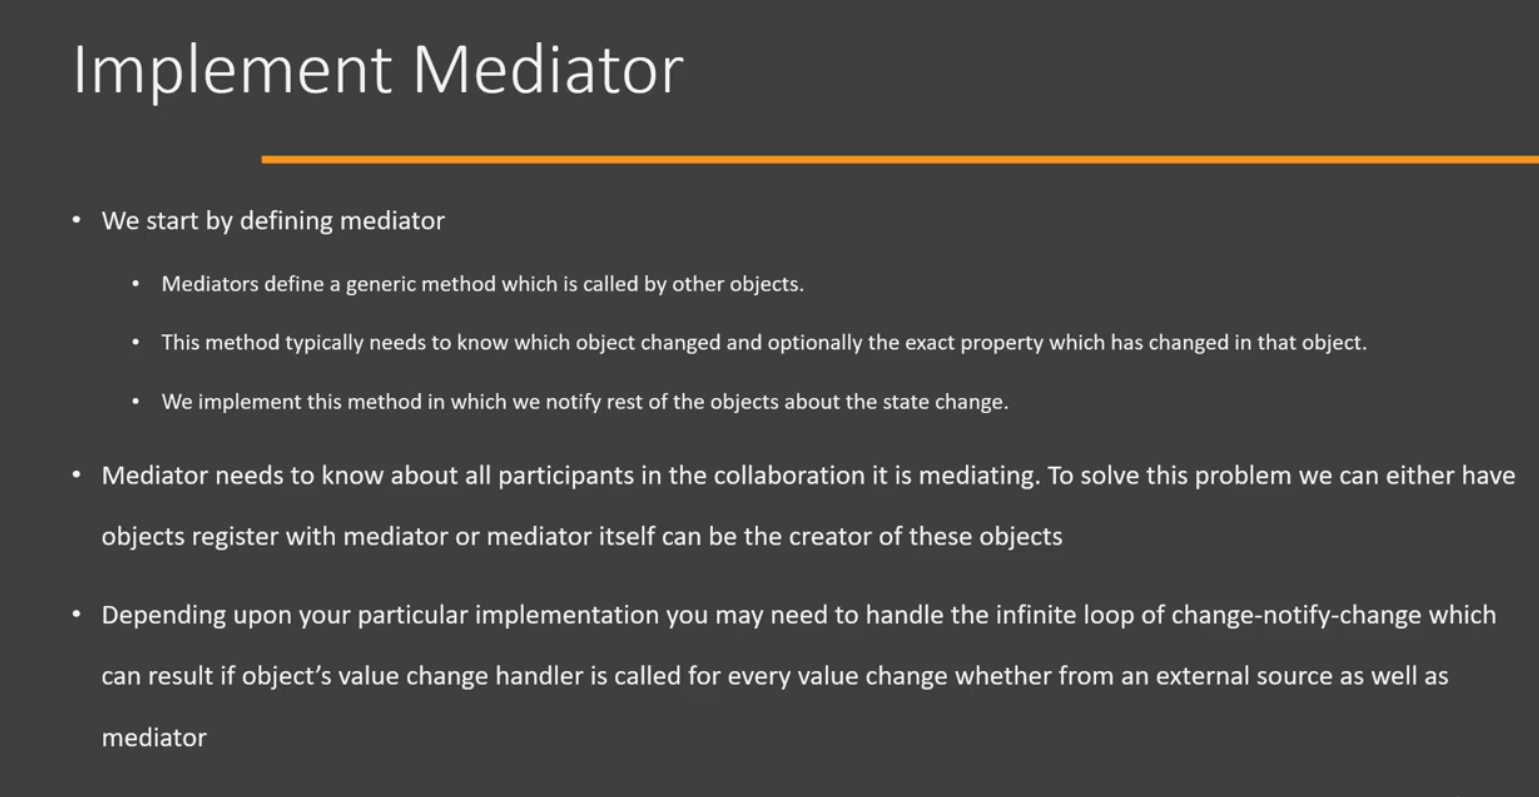 Implement Mediator
• We start by defining mediator
• Mediators define a generic method which is called by other objects.
• This method typically needs to know which object changed and optionally the exact property which has changed in that object.
• We implement this method in which we notify rest of the objects about the state change.
• Mediator needs to know about all participants in the collaboration it is mediating. To solve this problem we can either have
objects register with mediator or mediator itself can be the creator of these objects
• Depending upon your particular implementation you may need to handle the infinite loop of change-notify-change which
can result if object’s value change handler is called for every value change whether from an external source as well as
mediator